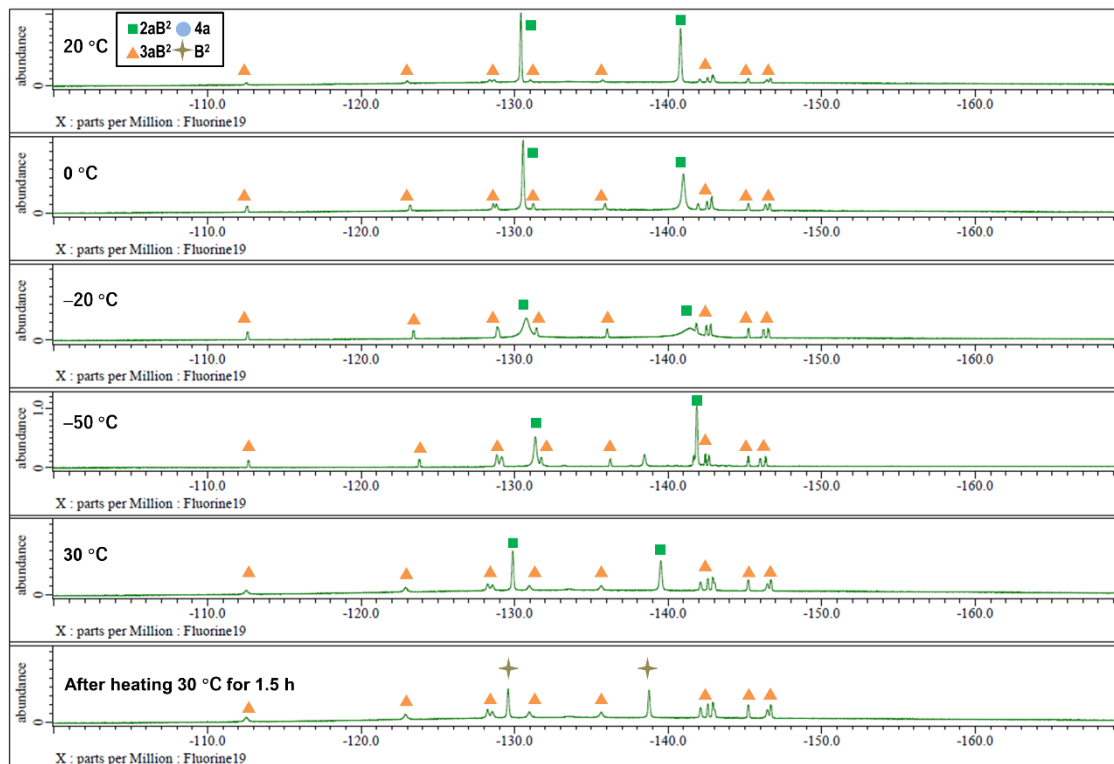 20 °C
2aB² 4a
3aB² B²
abundance
0
-110.0 -120.0 -130.0 -140.0 -150.0 -160.0
X : parts per Million : Fluorine19
0 °C
abundance
0
-110.0 -120.0 -130.0 -140.0 -150.0 -160.0
X : parts per Million : Fluorine19
–20 °C
abundance
0
-110.0 -120.0 -130.0 -140.0 -150.0 -160.0
X : parts per Million : Fluorine19
–50 °C
abundance
1.0
0
-110.0 -120.0 -130.0 -140.0 -150.0 -160.0
X : parts per Million : Fluorine19
30 °C
abundance
0
-110.0 -120.0 -130.0 -140.0 -150.0 -160.0
X : parts per Million : Fluorine19
After heating 30 °C for 1.5 h
abundance
0
-110.0 -120.0 -130.0 -140.0 -150.0 -160.0
X : parts per Million : Fluorine19